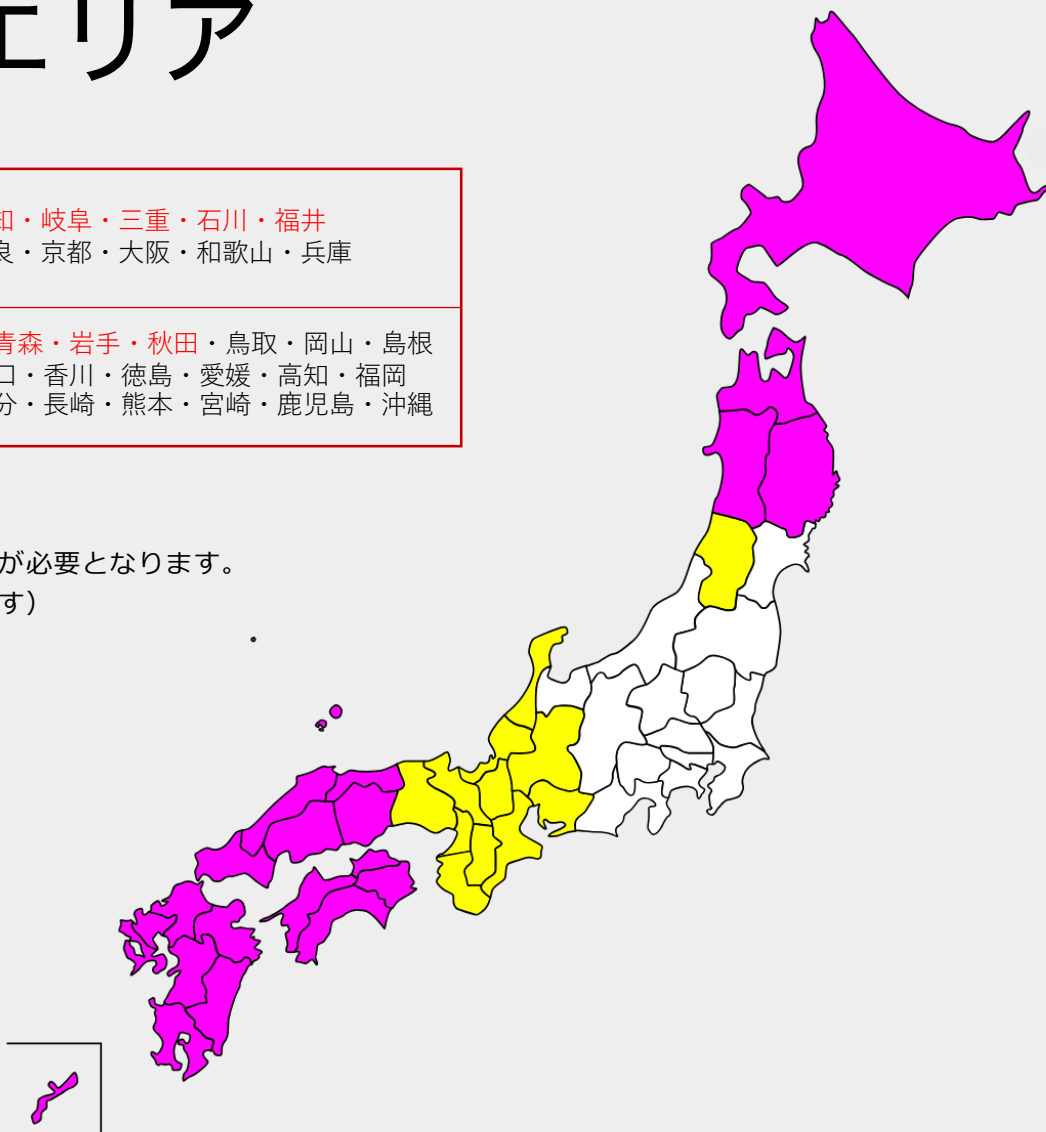 エリア
知・岐阜・三重・石川・福井
良・京都・大阪・和歌山・兵庫
青森・岩手・秋田・鳥取・岡山・島根
口・香川・徳島・愛媛・高知・福岡
分・長崎・熊本・宮崎・鹿児島・沖縄
が必要となります。
す）